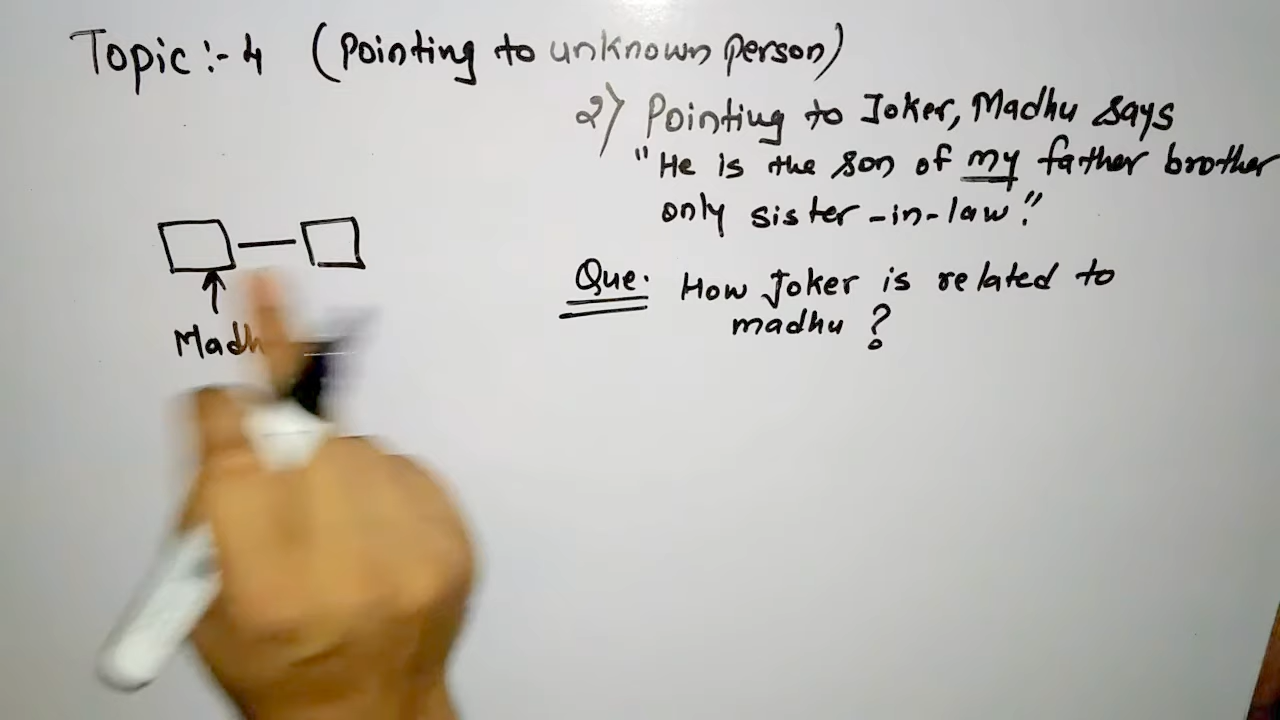 Topic:- 4 (Pointing to unknown person)
2) Pointing to Joker, Madhu says
"He is the son of my father brother
only sister-in-law."
Que. How Joker is related to
madhu ?